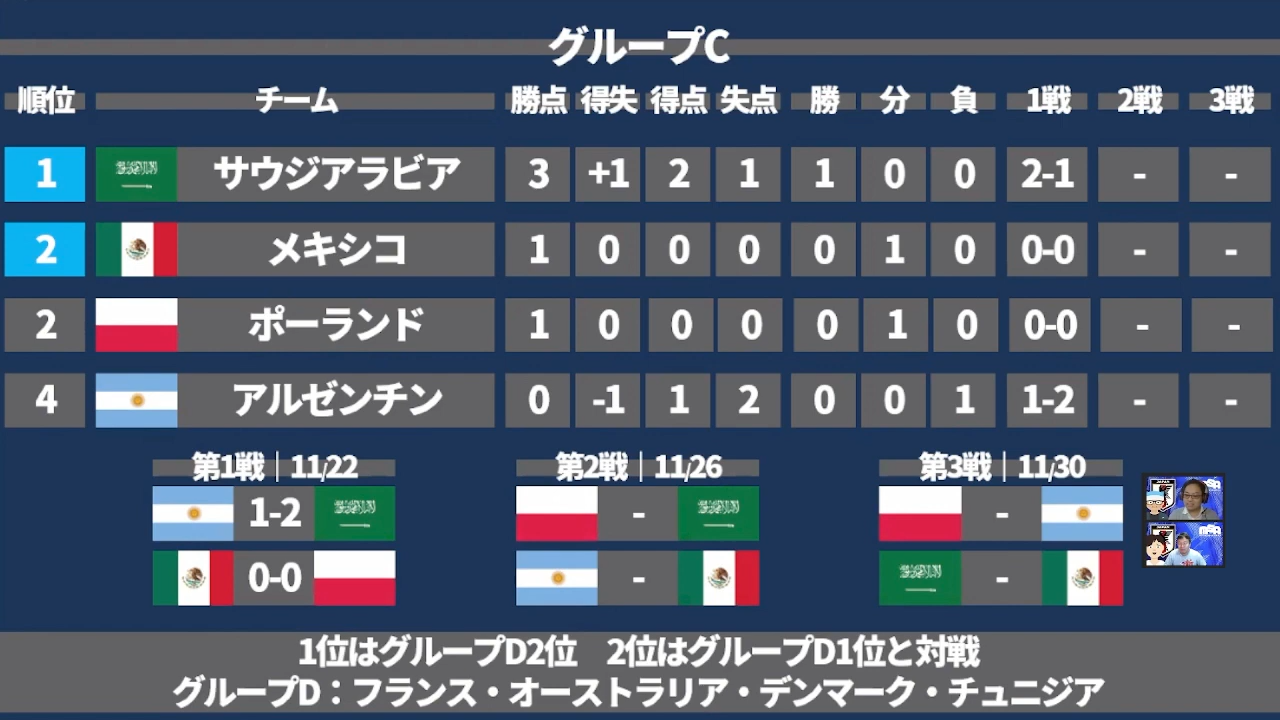 グループC
順位 チーム 勝点 得失 得点 失点 勝 分 負 1戦 2戦 3戦
1 サウジアラビア 3 +1 2 1 1 0 0 2-1 - -
2 メキシコ 1 0 0 0 0 1 0 0-0 - -
2 ポーランド 1 0 0 0 0 1 0 0-0 - -
4 アルゼンチン 0 -1 1 2 0 0 1 1-2 - -
第1戦｜11/22 第2戦｜11/26 第3戦｜11/30
1-2 - -
0-0 - -
1位はグループD2位　2位はグループD1位と対戦
グループD：フランス・オーストラリア・デンマーク・チュニジア